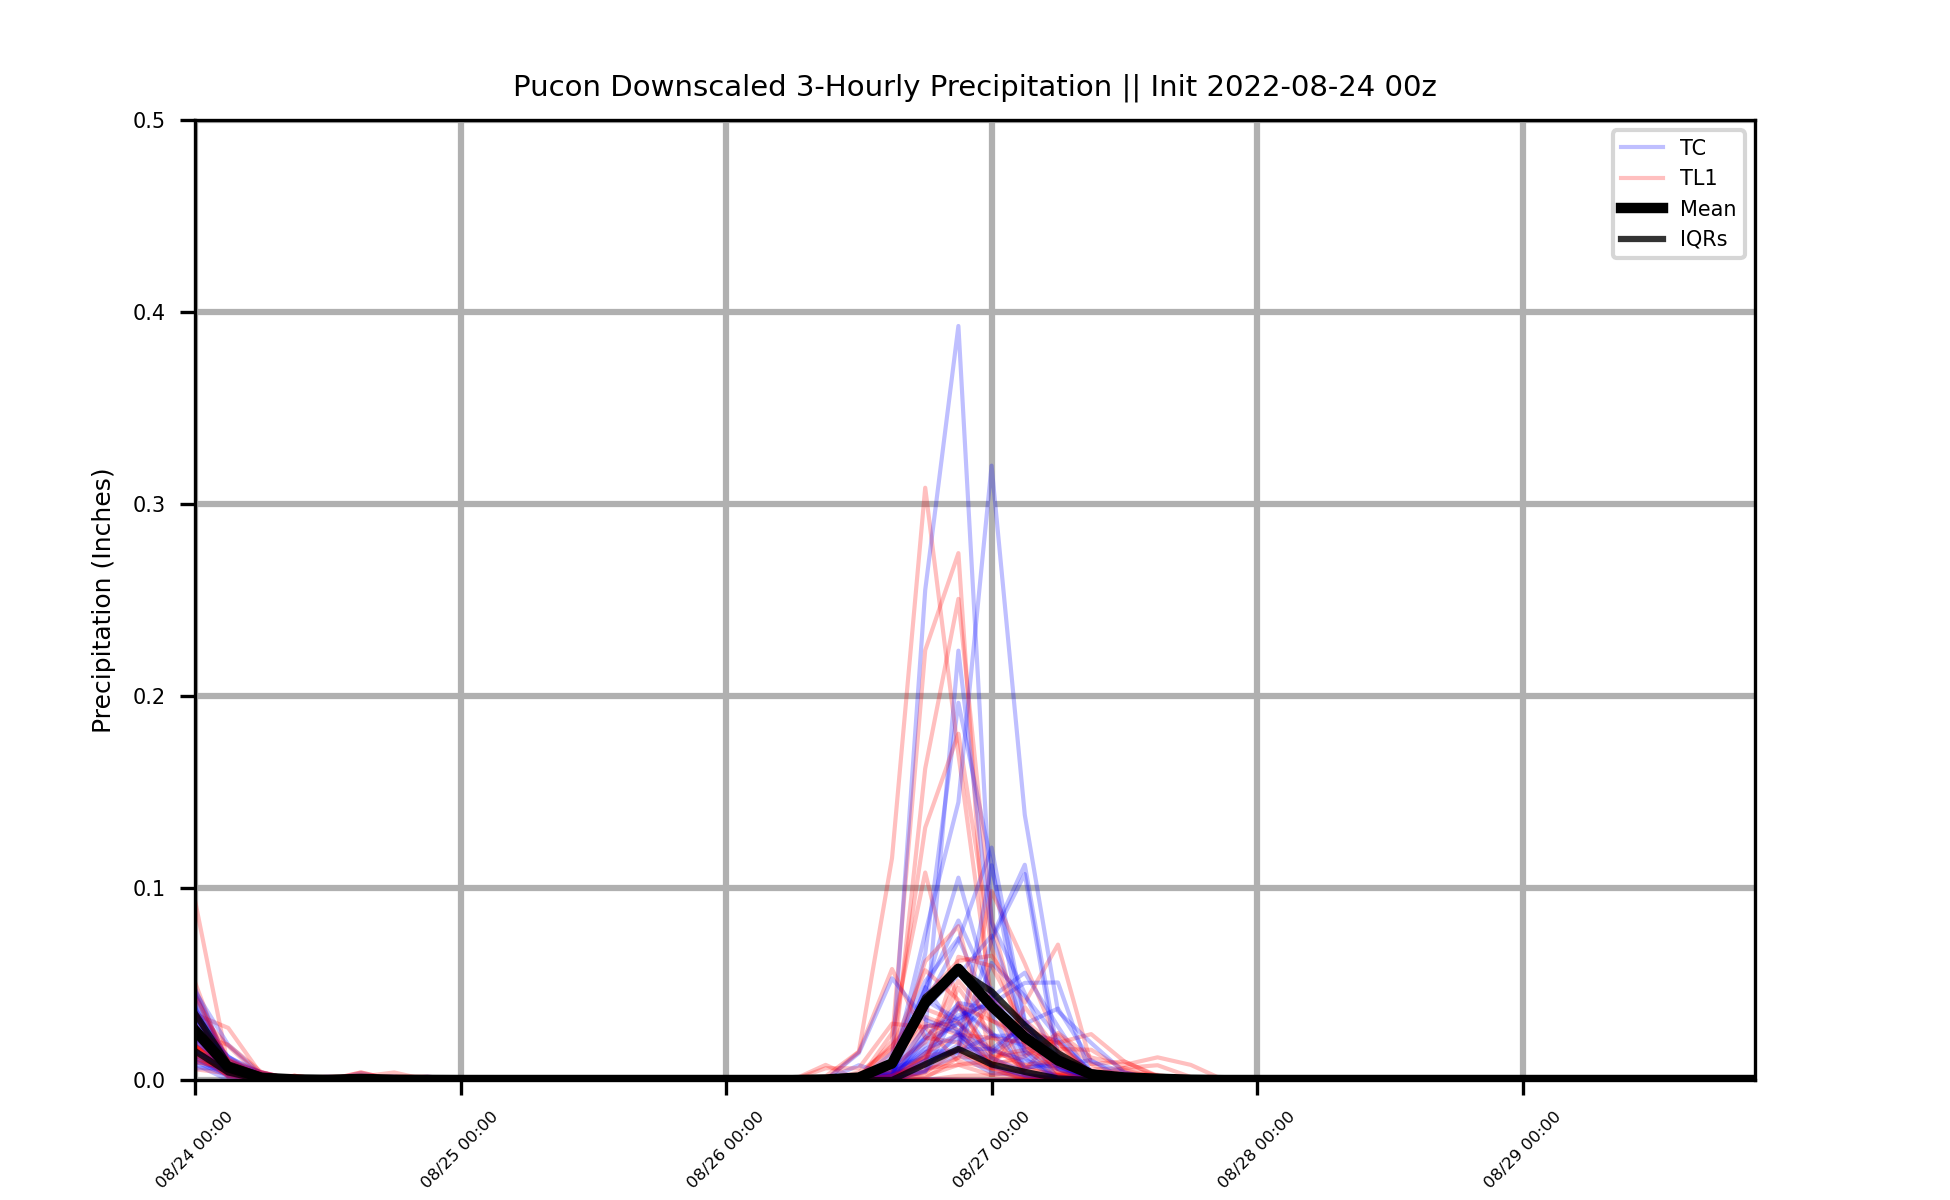 Pucon Downscaled 3-Hourly Precipitation || Init 2022-08-24 00z
0.5
0.4
0.3
0.2
0.1
0.0
Precipitation (Inches)
TC
TL1
Mean
IQRs
08/24 00:00
08/25 00:00
08/26 00:00
08/27 00:00
08/28 00:00
08/29 00:00